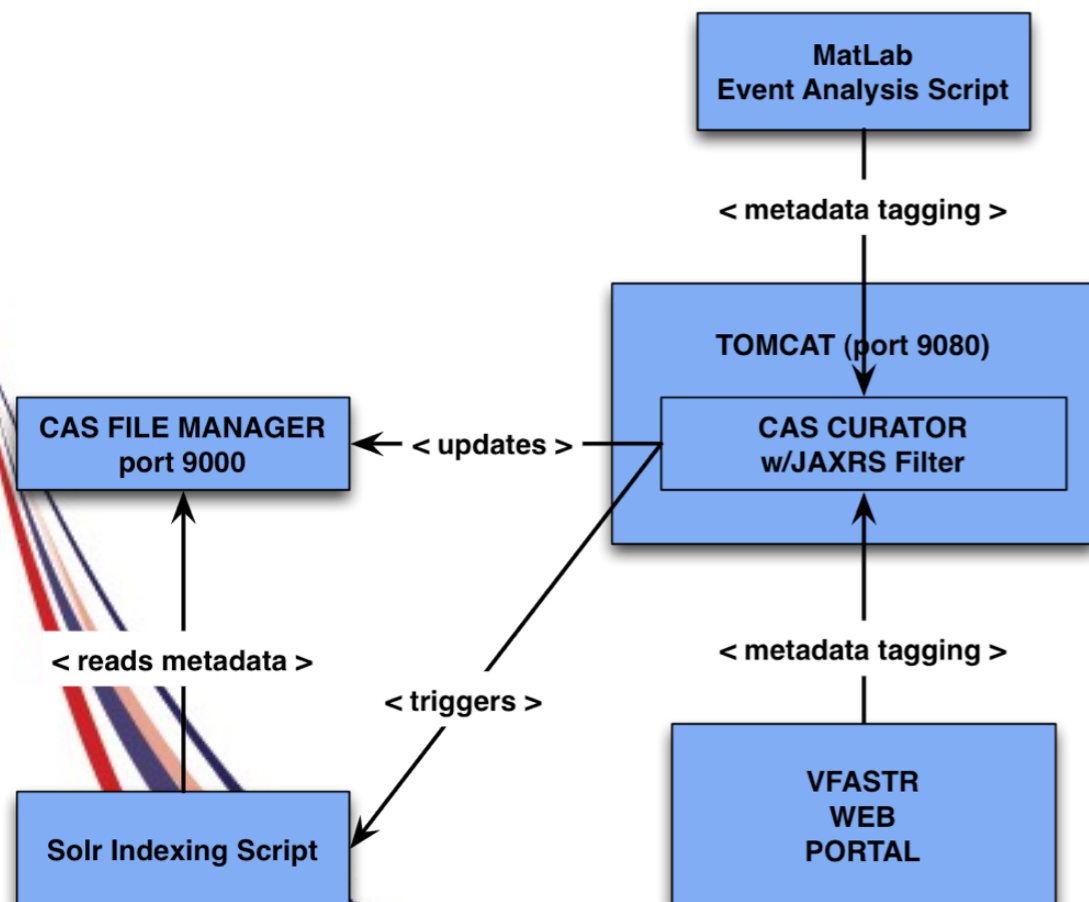 MatLab
Event Analysis Script
< metadata tagging >
TOMCAT (port 9080)
CAS FILE MANAGER
port 9000
< updates >
CAS CURATOR
w/JAXRS Filter
< reads metadata >
< metadata tagging >
< triggers >
Solr Indexing Script
VFASTR
WEB
PORTAL